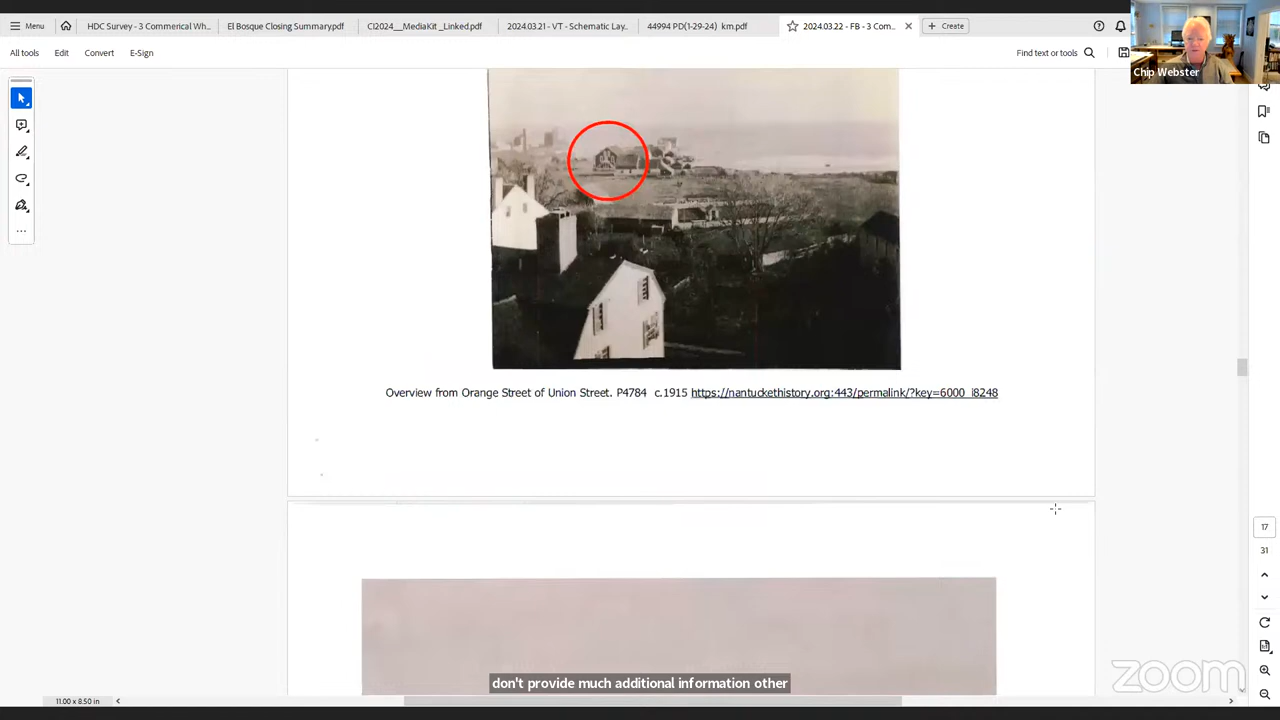 Menu
HDC Survey - 3 Commerical Wh...
El Bosque Closing Summary.pdf
CI2024__MediaKit_Linked.pdf
2024.03.21 - VT - Schematic Lay...
44994 PD(1-29-24) km.pdf
2024.03.22 - FB - 3 Com...
Create
All tools
Edit
Convert
E-Sign
Find text or tools
Chip Webster
Overview from Orange Street of Union Street. P4784 c.1915 https://nantuckethistory.org:443/permalink/?key=6000_i8248
17
31
don't provide much additional information other
zoom
11.00 x 8.50 in